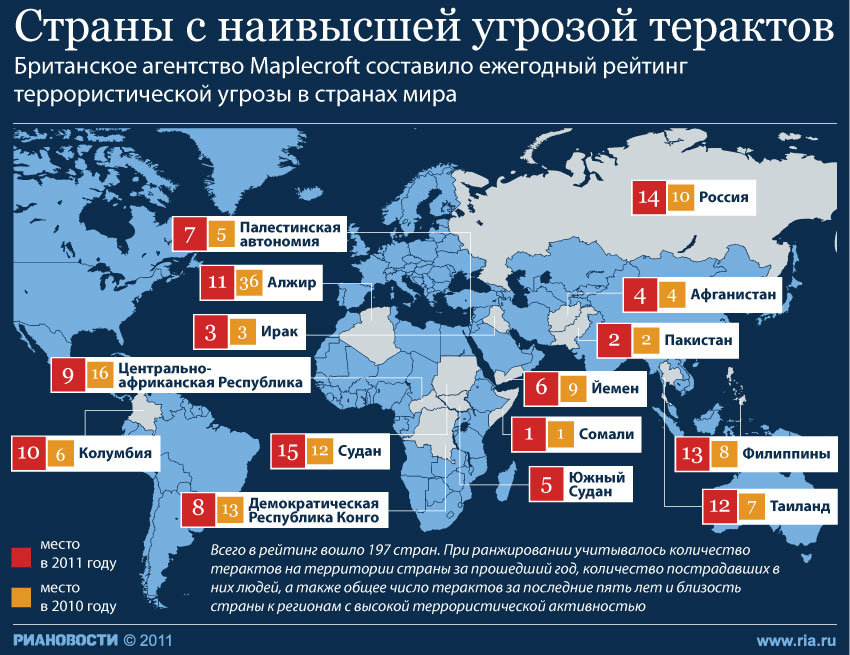 Страны с наивысшей угрозой терактов
Британское агентство Maplecroft составило ежегодный рейтинг
террористической угрозы в странах мира
14 10 Россия
7 5 Палестинская
автономия
11 36 Алжир
4 4 Афганистан
3 3 Ирак
2 2 Пакистан
9 16 Центрально-
африканская Республика
6 9 Йемен
10 6 Колумбия
15 12 Судан
1 1 Сомали
13 8 Филиппины
5 Южный
Судан
8 13 Демократическая
Республика Конго
12 7 Таиланд
место
в 2011 году
место
в 2010 году
Всего в рейтинг вошло 197 стран. При ранжировании учитывалось количество
терактов на территории страны за прошедший год, количество пострадавших в
них людей, а также общее число терактов за последние пять лет и близость
страны к регионам с высокой террористической активностью
РИАНОВОСТИ © 2011
www.ria.ru